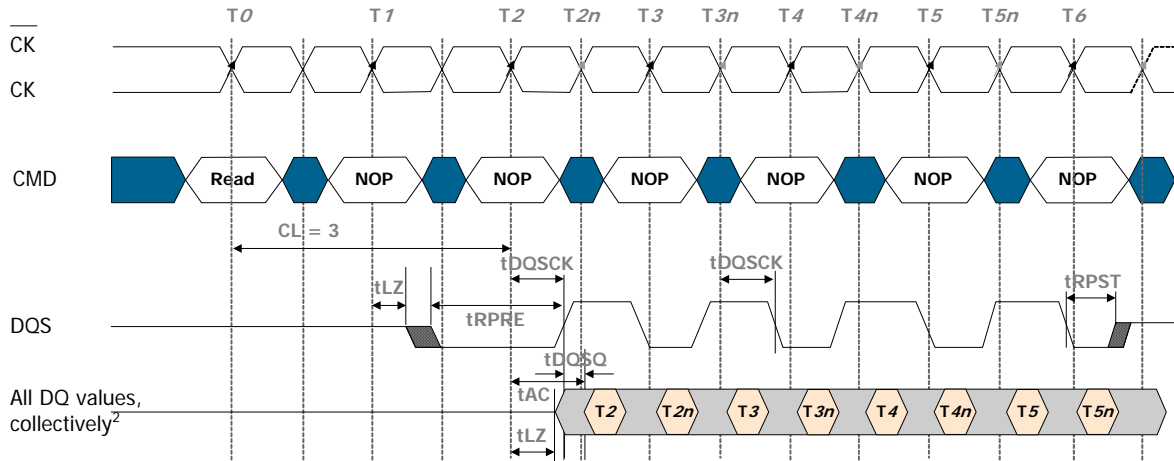 T0 T1 T2 T2n T3 T3n T4 T4n T5 T5n T6
CK
CK
CMD Read NOP NOP NOP NOP NOP NOP
CL = 3
tDQSCK tDQSCK
tLZ tRPST
tRPRE
DQS
tDQSQ
tAC
All DQ values,
collectively2
T2 T2n T3 T3n T4 T4n T5 T5n
tLZ